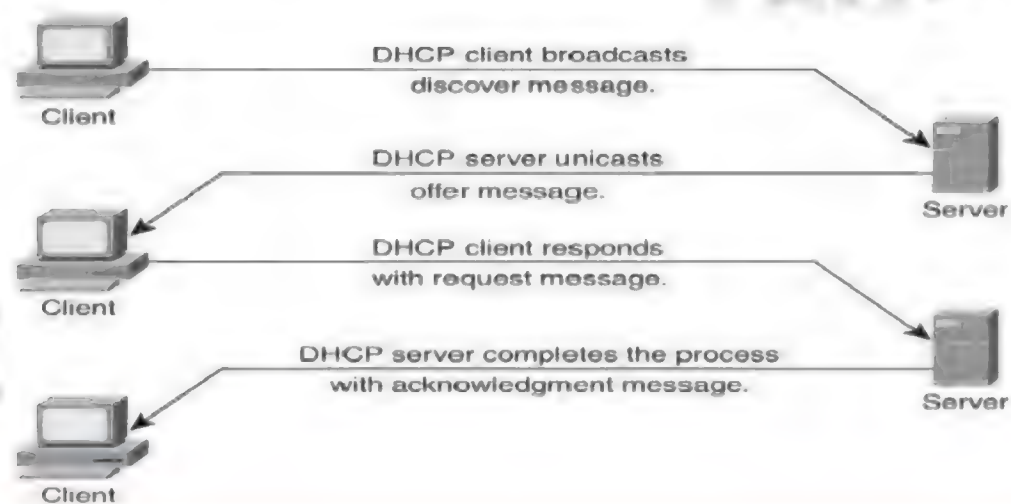 DHCP client broadcasts
discover message.
Client
DHCP server unicasts
offer message.
Server
DHCP client responds
with request message.
Client
DHCP server completes the process
with acknowledgment message.
Server
Client